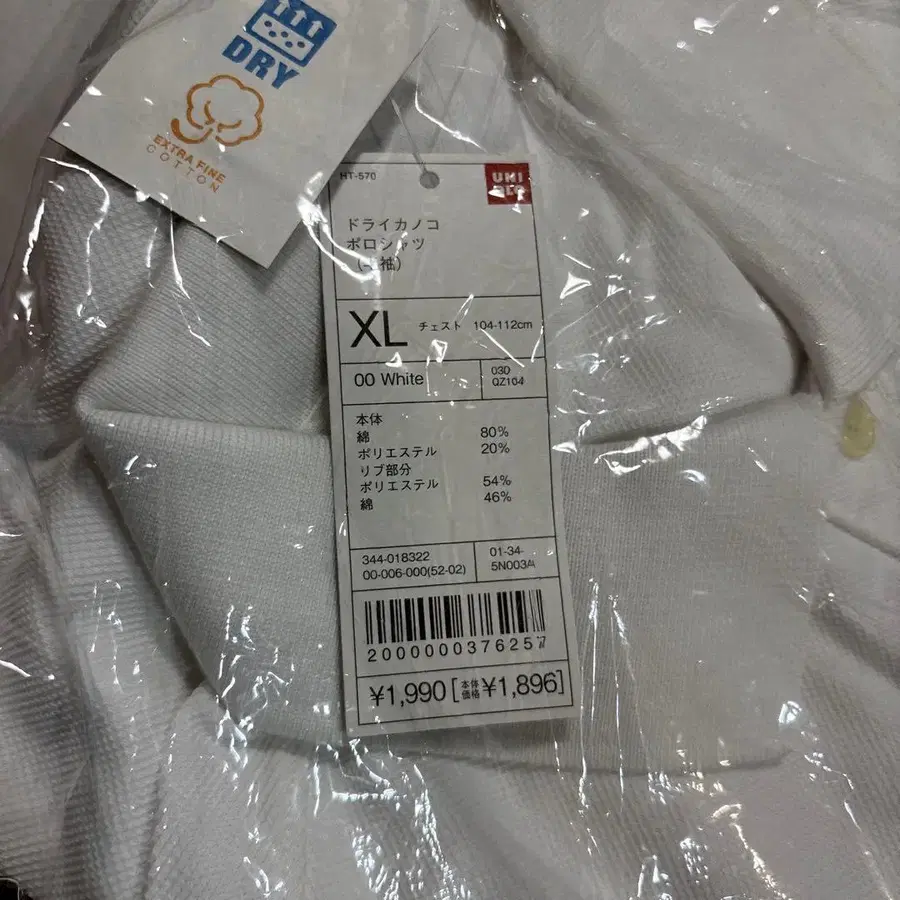 DRY
EXTRA FINE
COTTON
HT-570
UNI
QLO
ドライカノコ
ポロシャツ
袖）
XL チェスト 104-112cm
00 White
03D
QZ104
本体
綿 80%
ポリエステル 20%
リブ部分
ポリエステル 54%
綿 46%
344-018322
00-006-000(52-02)
01-34-
5N003A
2000000376257
¥1,990[本体価格¥1,896]